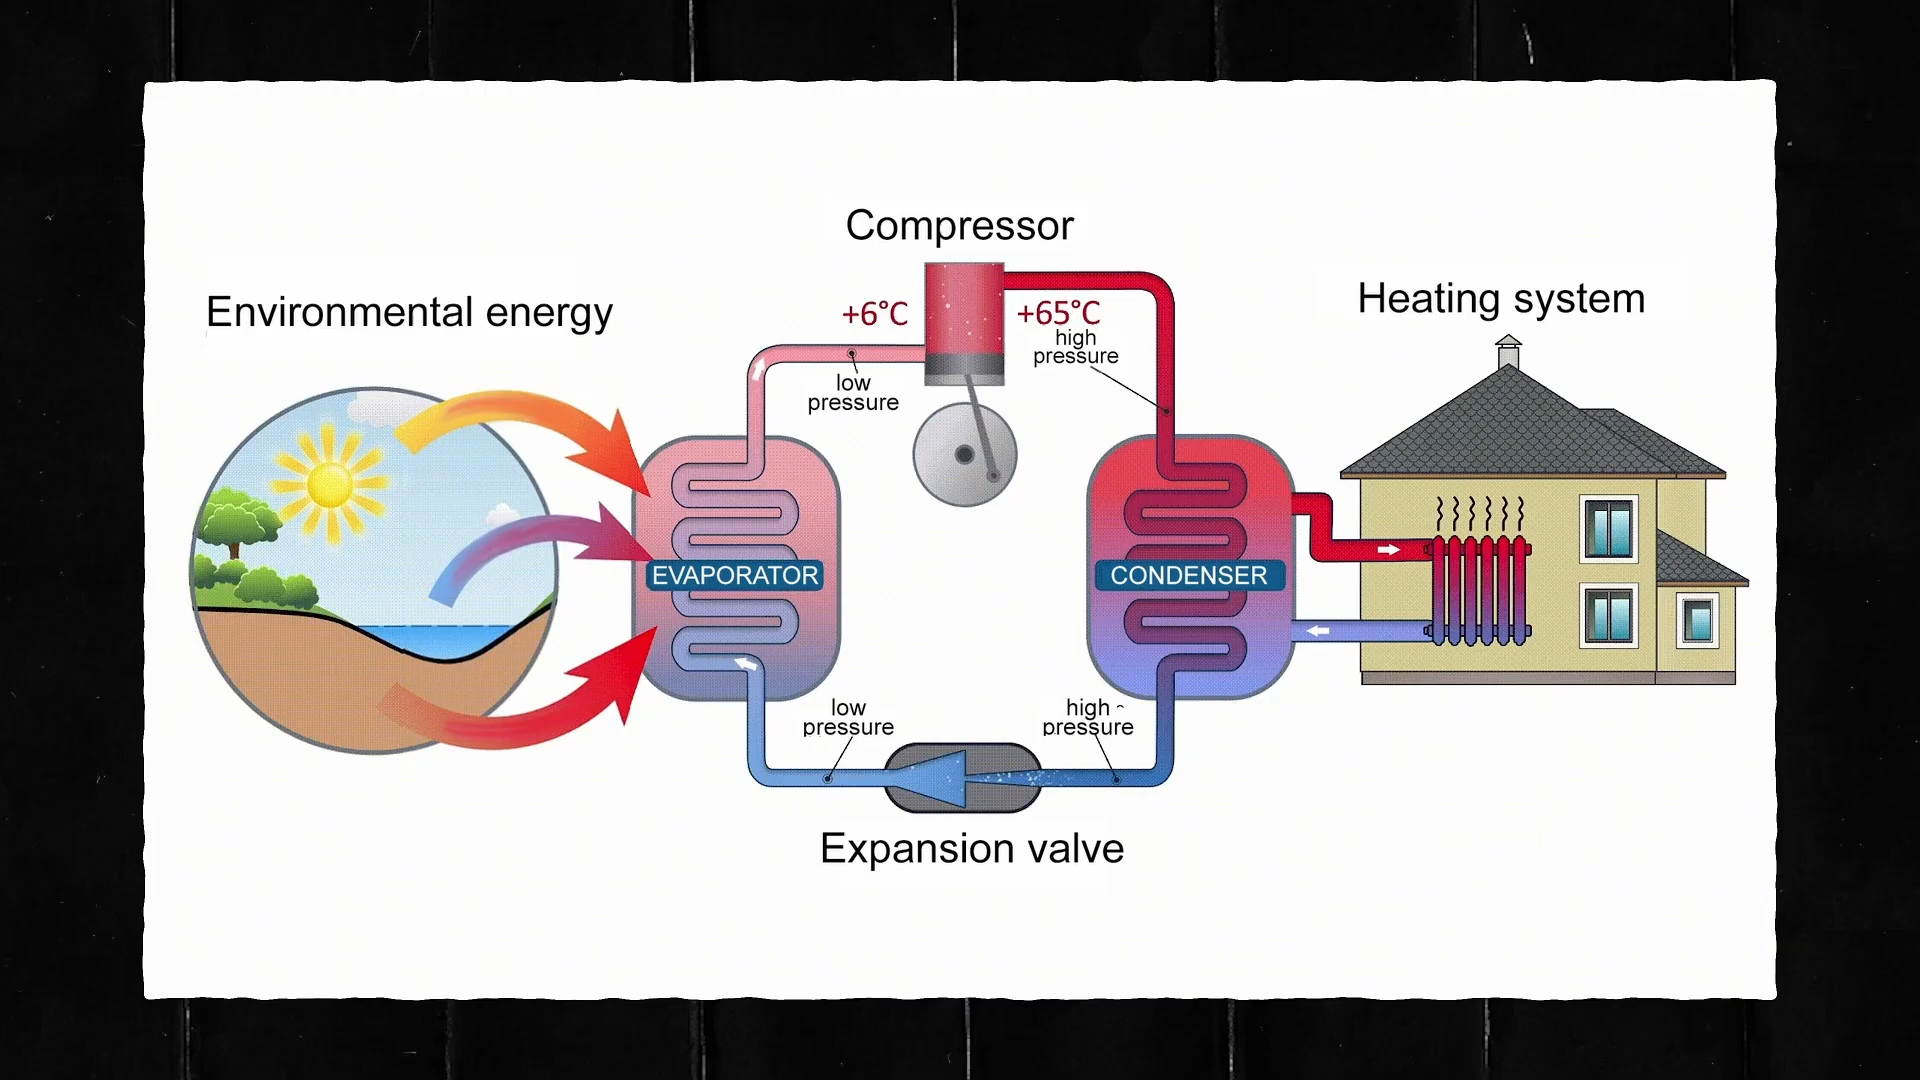 Compressor
Environmental energy
Heating system
+6°C
+65°C
high
pressure
low
pressure
EVAPORATOR
CONDENSER
low
pressure
high
pressure
Expansion valve